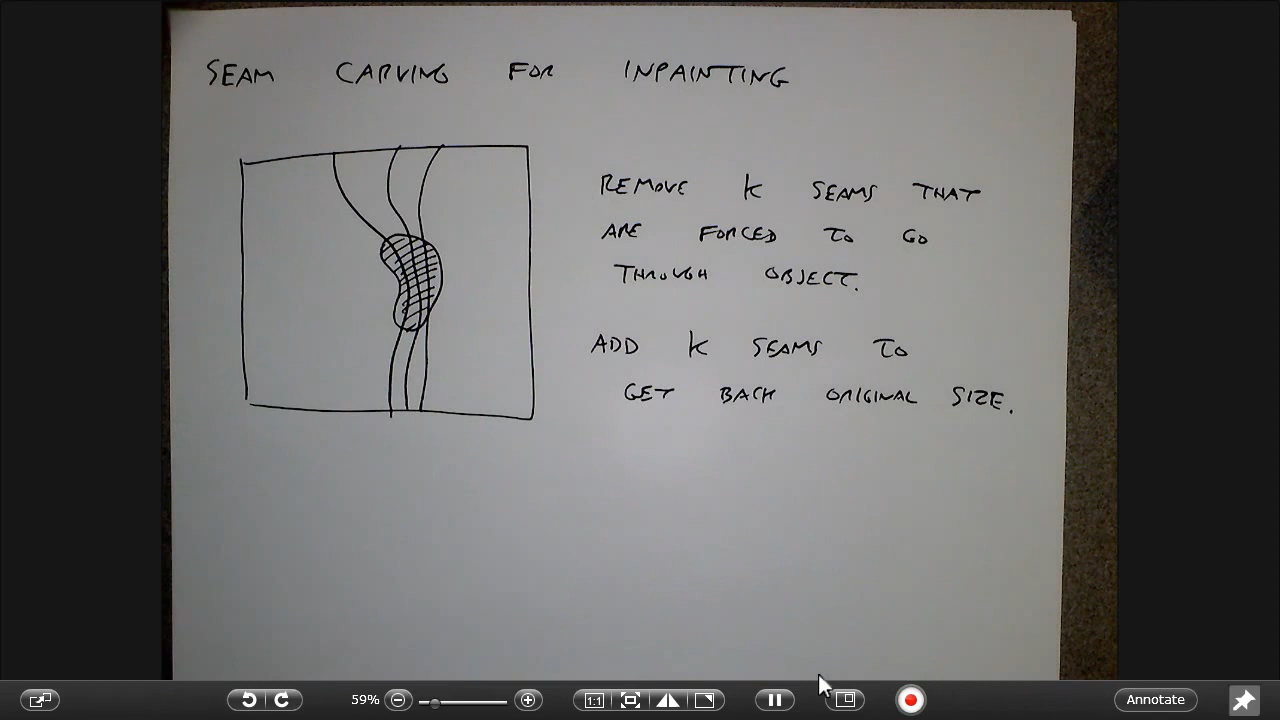 SEAM CARVING FOR INPAINTING
REMOVE K SEAMS THAT
ARE FORCED TO GO
THROUGH OBJECT.
ADD K SEAMS TO
GET BACK ORIGINAL SIZE.
59%
1:1
Annotate